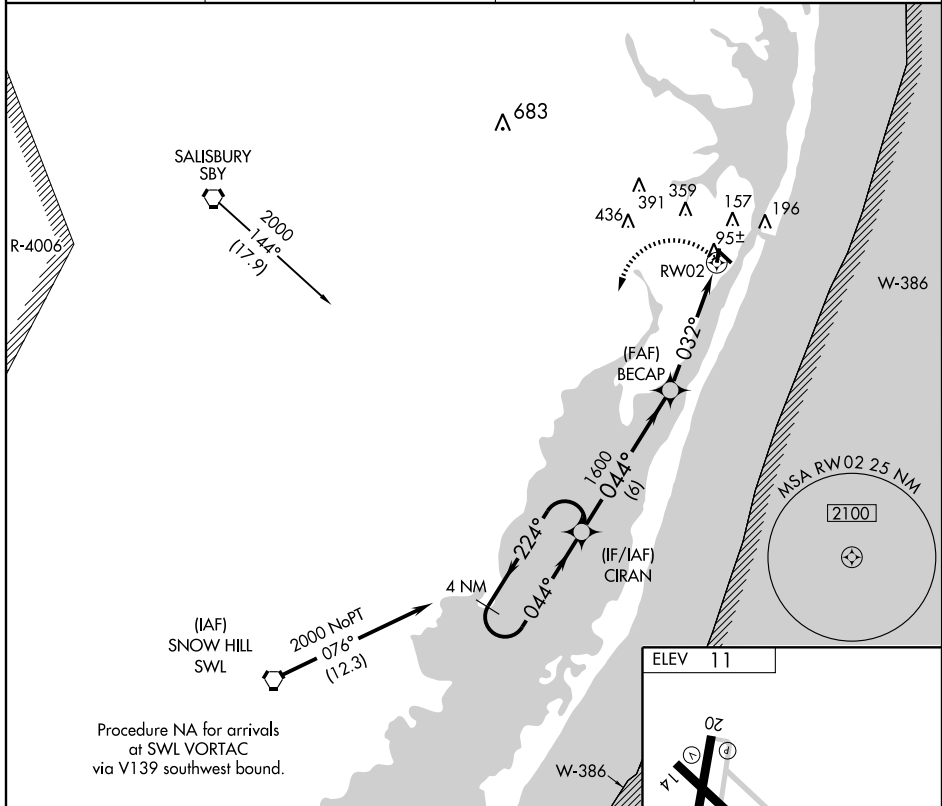 683
SALISBURY
SBY
2000
144°
(17.9)
R-4006
391
359
157
196
436
95±
RW02
W-386
032°
(FAF)
BECAP
1600
044°
(6)
MSA RW02 25 NM
2100
224°
044°
4 NM
(IF/IAF)
CIRAN
(IAF)
SNOW HILL
SWL
2000 NoPT
076°
(12.3)
Procedure NA for arrivals
at SWL VORTAC
via V139 southwest bound.
W-386
ELEV 11
20
V
P
14